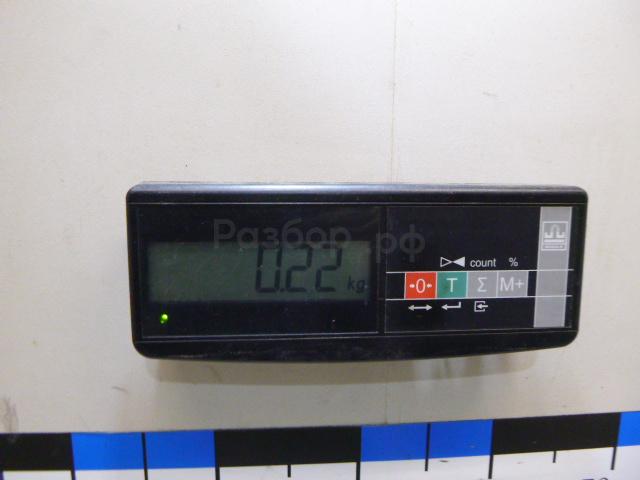 Разбор.рф
0.22 kg
count %
→0← T Σ M+